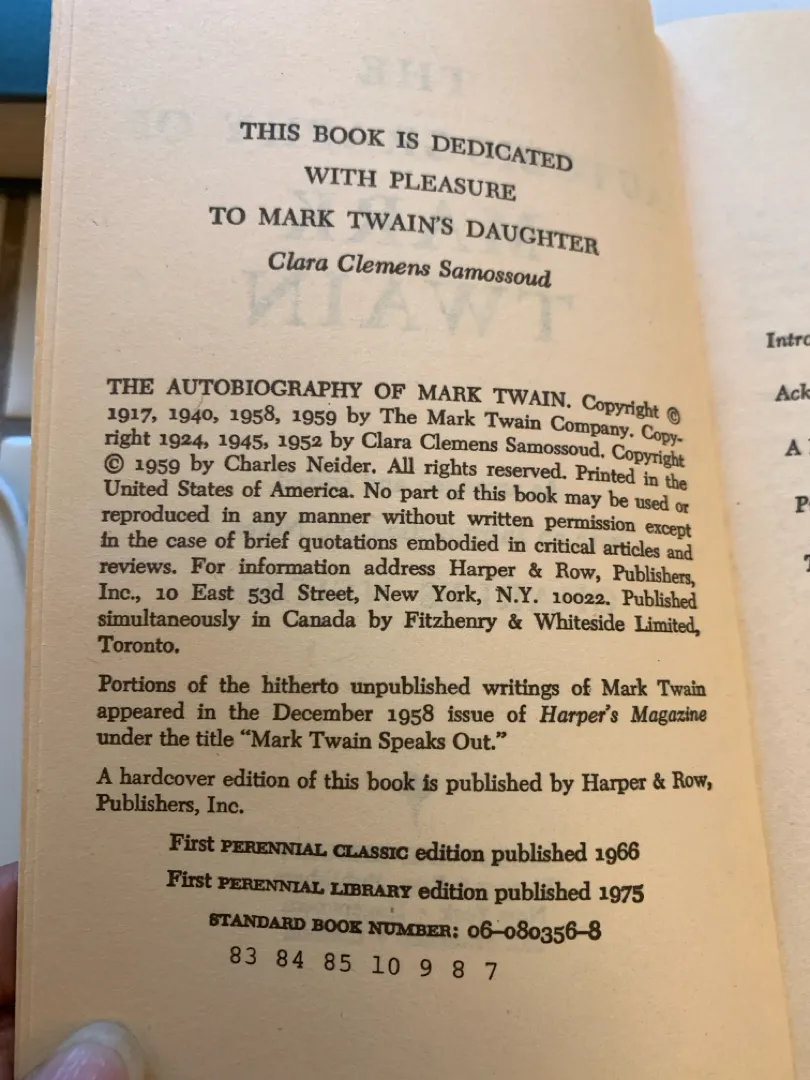 THIS BOOK IS DEDICATED
WITH PLEASURE
TO MARK TWAIN'S DAUGHTER
Clara Clemens Samossoud
THE AUTOBIOGRAPHY OF MARK TWAIN. Copyright ©
1917, 1940, 1958, 1959 by The Mark Twain Company. Copy-
right 1924, 1945, 1952 by Clara Clemens Samossoud. Copyright
© 1959 by Charles Neider. All rights reserved. Printed in the
United States of America. No part of this book may be used or
reproduced in any manner without written permission except
in the case of brief quotations embodied in critical articles and
reviews. For information address Harper & Row, Publishers,
Inc., 10 East 53d Street, New York, N.Y. 10022. Published
simultaneously in Canada by Fitzhenry & Whiteside Limited,
Toronto.
Portions of the hitherto unpublished writings of Mark Twain
appeared in the December 1958 issue of Harper's Magazine
under the title “Mark Twain Speaks Out.”
A hardcover edition of this book is published by Harper & Row,
Publishers, Inc.
First PERENNIAL CLASSIC edition published 1966
First PERENNIAL LIBRARY edition published 1975
STANDARD BOOK NUMBER: 06–080356–8
83 84 85 10 9 8 7